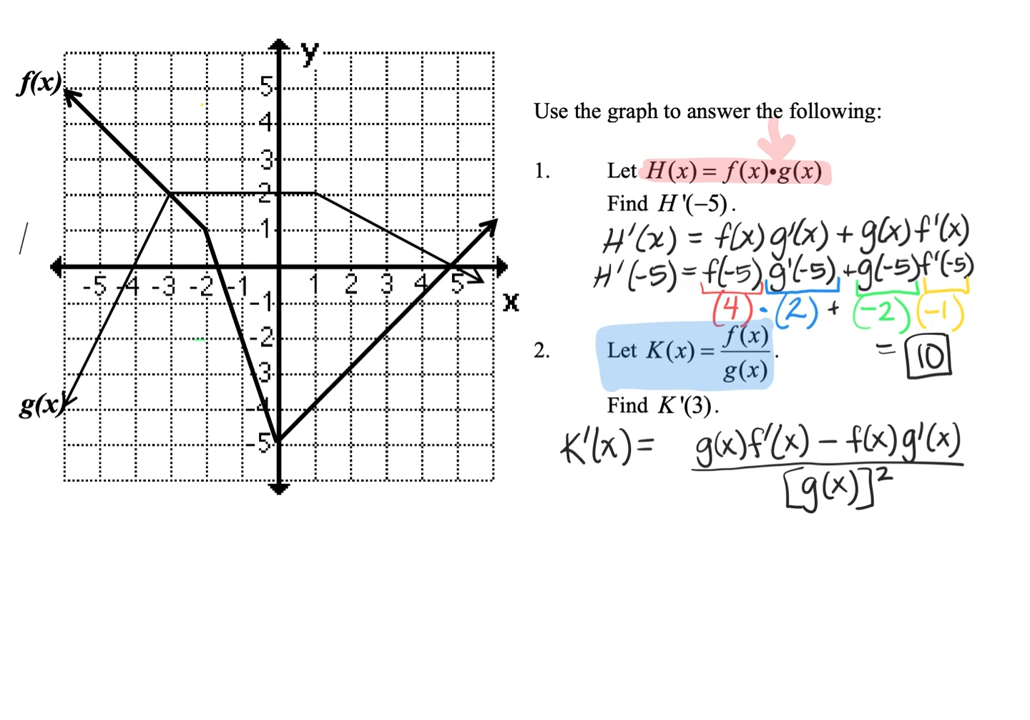 y
f(x)
5
4
3
2
1
-5 -4 -3 -2 -1 1 2 3 4 5
x
-1
-2
-3
-4
-5
g(x)
Use the graph to answer the following:
1. Let H(x) = f(x)•g(x)
Find H '(−5).
H'(x) = f(x)g'(x) + g(x)f'(x)
H'(-5) = f(-5)g'(-5) + g(-5)f'(-5)
(4)·(2) + (-2)(-1)
= 10
2. Let K(x) = f(x)/g(x).
Find K '(3).
K'(x) = g(x)f'(x) − f(x)g'(x)
[g(x)]²